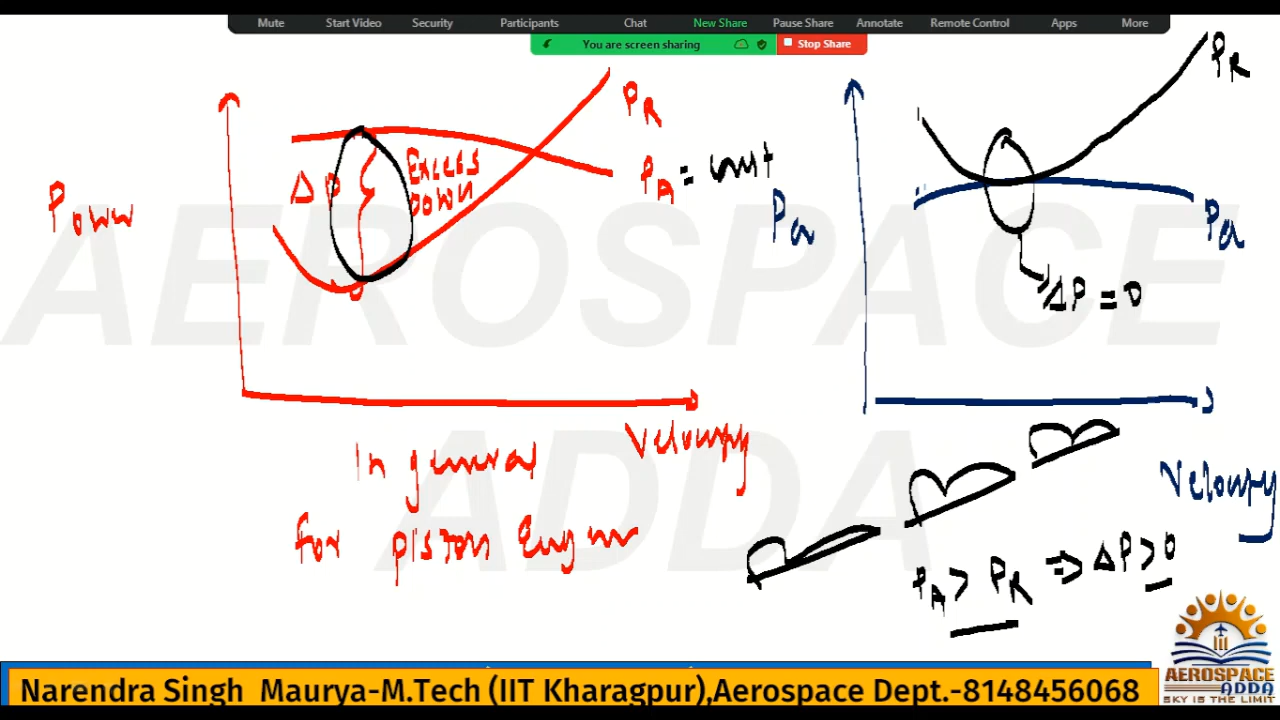 Mute Start Video Security Participants Chat New Share Pause Share Annotate Remote Control Apps More
You are screen sharing Stop Share
Power
ΔP
Excess
Power
PR
PA = const
Pa
Velocity
In general
for piston Engine
PR
Pa
ΔP = 0
Velocity
PA > PR => ΔP > 0
AEROSPACE
ADDA
Narendra Singh Maurya-M.Tech (IIT Kharagpur),Aerospace Dept.-8148456068
AEROSPACE
ADDA
SKY IS THE LIMIT